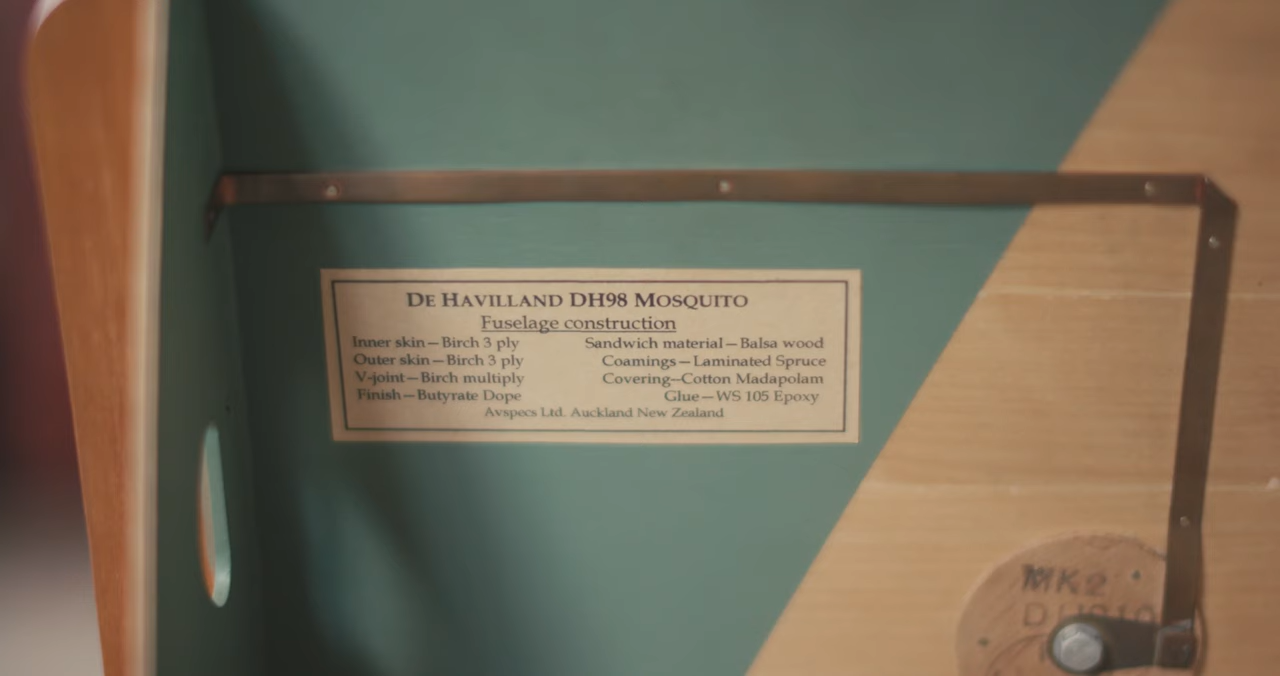 DE HAVILLAND DH98 MOSQUITO
Fuselage construction
Inner skin – Birch 3 ply Sandwich material – Balsa wood
Outer skin – Birch 3 ply Coamings – Laminated Spruce
V-joint – Birch multiply Covering–Cotton Madapolam
Finish – Butyrate Dope Glue – WS 105 Epoxy
Avspecs Ltd. Auckland New Zealand
MK2